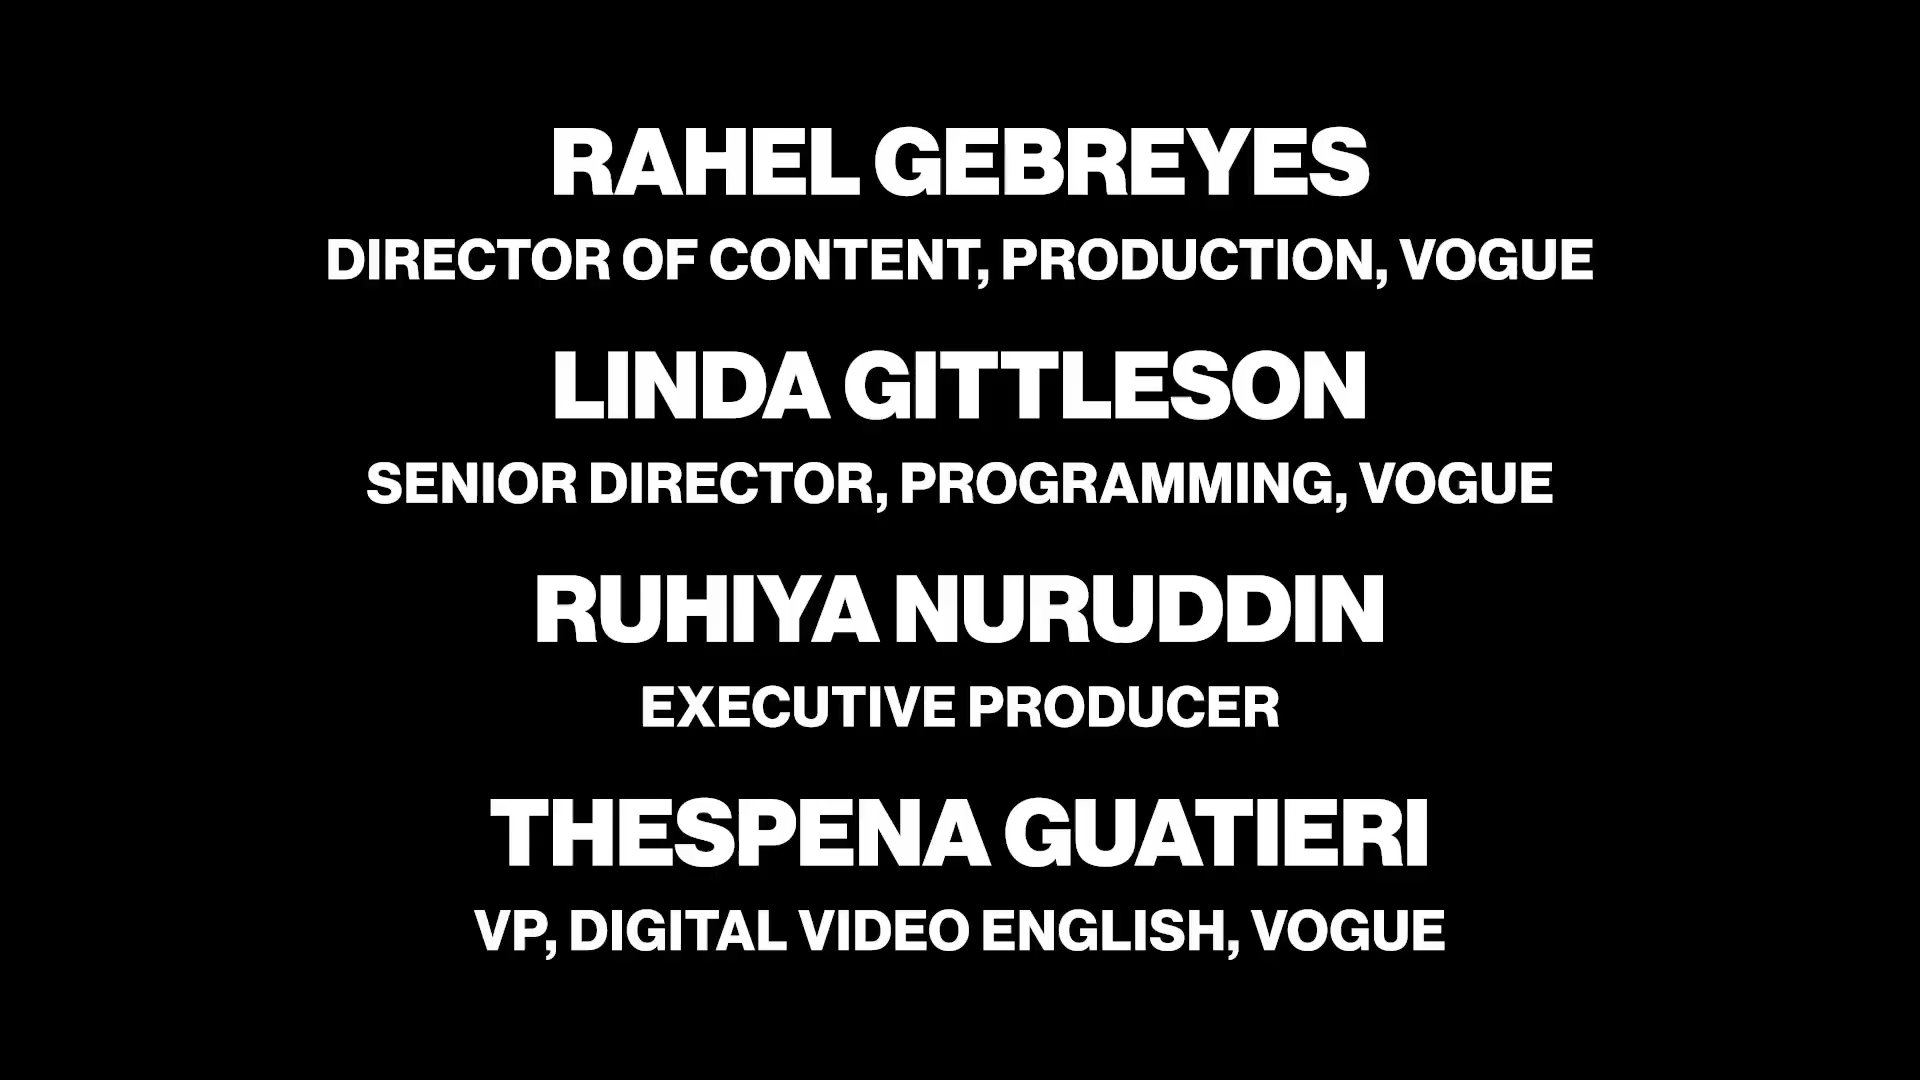 RAHEL GEBREYES
DIRECTOR OF CONTENT, PRODUCTION, VOGUE
LINDA GITTLESON
SENIOR DIRECTOR, PROGRAMMING, VOGUE
RUHIYA NURUDDIN
EXECUTIVE PRODUCER
THESPENA GUATIERI
VP, DIGITAL VIDEO ENGLISH, VOGUE